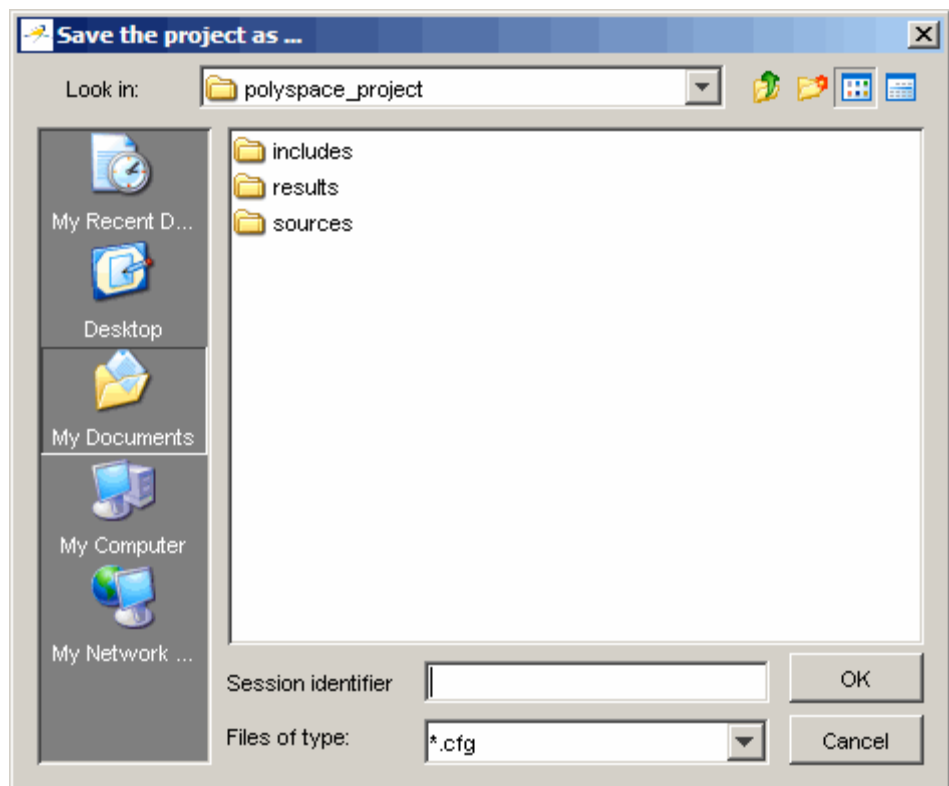 Save the project as ...
Look in:
polyspace_project
includes
results
sources
My Recent D...
Desktop
My Documents
My Computer
My Network ...
Session identifier
OK
Files of type:
*.cfg
Cancel